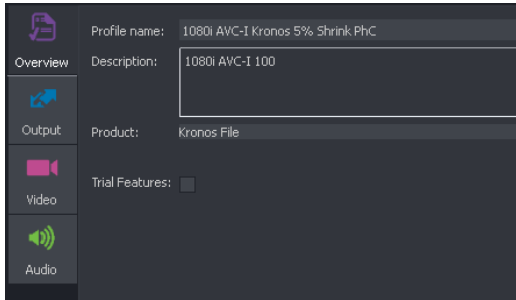 Profile name: 1080i AVC-I Kronos 5% Shrink PhC
Overview
Description: 1080i AVC-I 100
Output
Product: Kronos File
Trial Features:
Video
Audio